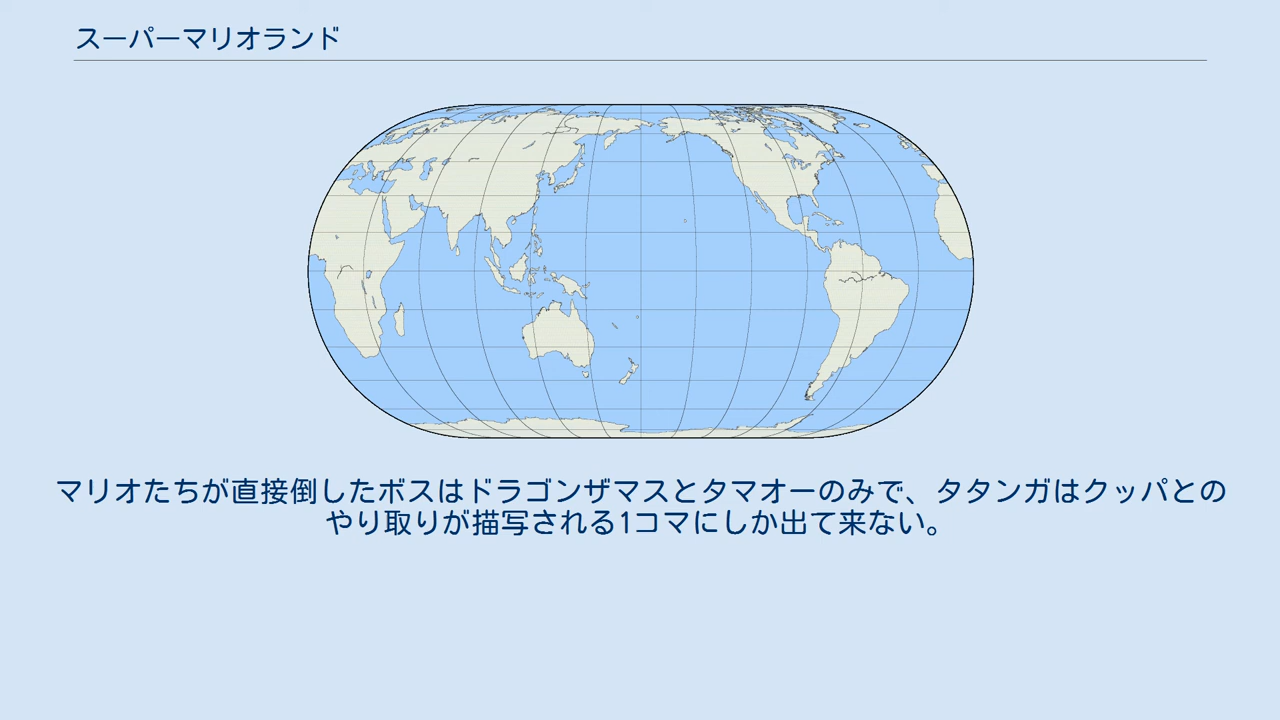 スーパーマリオランド
マリオたちが直接倒したボスはドラゴンザマスとタマオーのみで、タタンガはクッパとの
やり取りが描写される1コマにしか出て来ない。